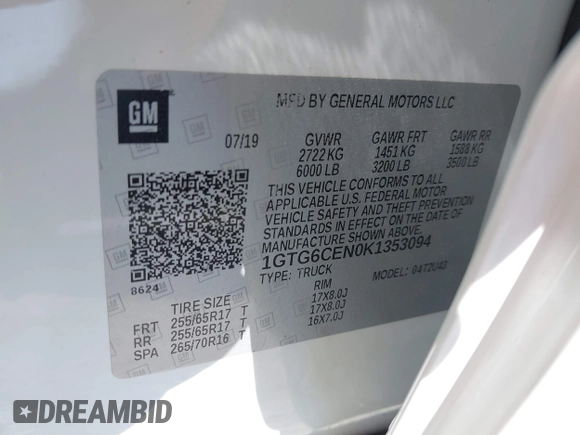 GM
MFD BY GENERAL MOTORS LLC
07/19 GVWR GAWR FRT GAWR RR
2722 KG 1451 KG 1588 KG
6000 LB 3200 LB 3500 LB
THIS VEHICLE CONFORMS TO ALL
APPLICABLE U.S. FEDERAL MOTOR
VEHICLE SAFETY AND THEFT PREVENTION
STANDARDS IN EFFECT ON THE DATE OF
MANUFACTURE SHOWN ABOVE.
1GTG6CEN0K1353094
8624
TYPE: TRUCK
TIRE SIZE RIM
FRT 255/65R17 T 17X8.0J
RR 255/65R17 T 17X8.0J
SPA 265/70R16 T 16X7.0J
DREAMBID